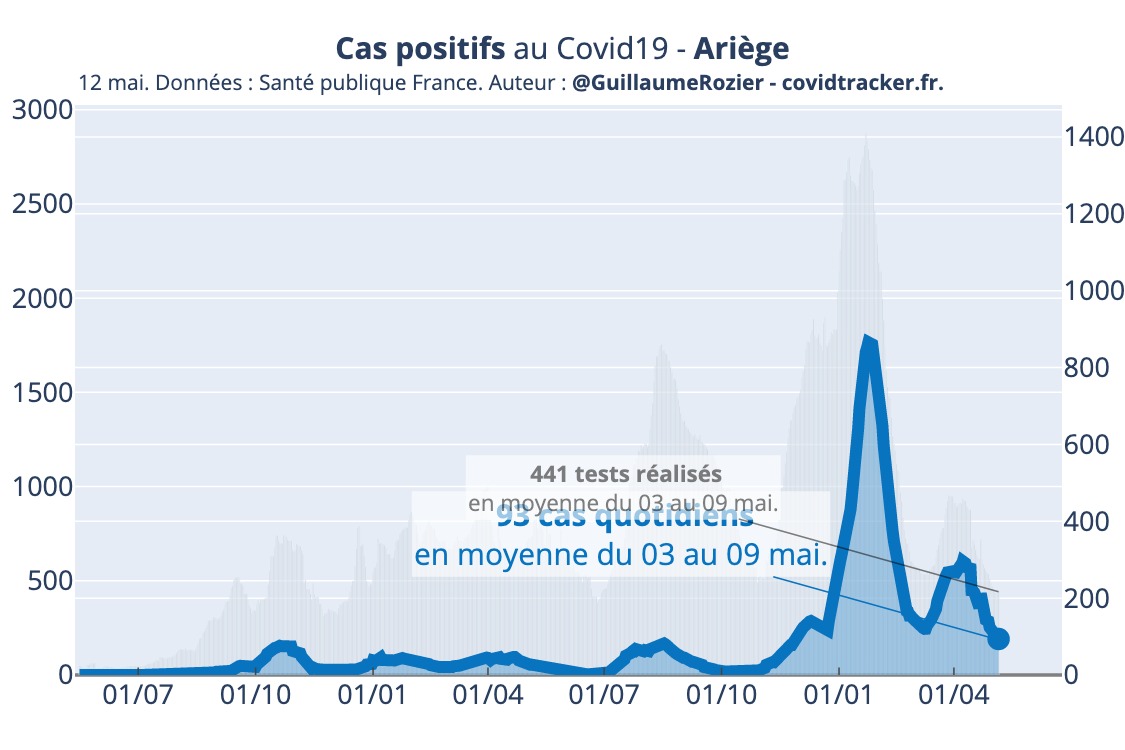 Cas positifs au Covid19 - Ariège
12 mai. Données : Santé publique France. Auteur : @GuillaumeRozier - covidtracker.fr.
3000
2500
2000
1500
1000
500
0
1400
1200
1000
800
600
400
200
0
441 tests réalisés
en moyenne du 03 au 09 mai.
93 cas quotidiens
en moyenne du 03 au 09 mai.
01/07 01/10 01/01 01/04 01/07 01/10 01/01 01/04